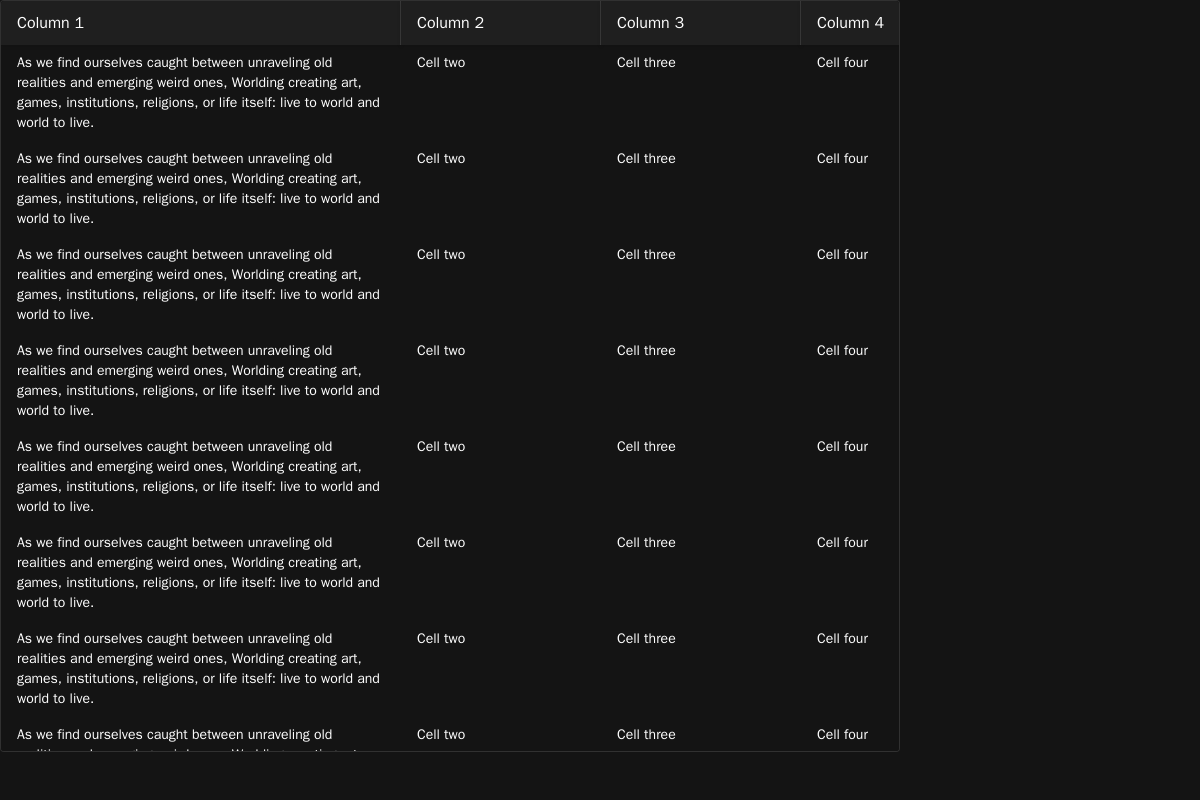 Column 1 Column 2 Column 3 Column 4
As we find ourselves caught between unraveling old Cell two Cell three Cell four
realities and emerging weird ones, Worlding creating art,
games, institutions, religions, or life itself: live to world and
world to live.
As we find ourselves caught between unraveling old Cell two Cell three Cell four
realities and emerging weird ones, Worlding creating art,
games, institutions, religions, or life itself: live to world and
world to live.
As we find ourselves caught between unraveling old Cell two Cell three Cell four
realities and emerging weird ones, Worlding creating art,
games, institutions, religions, or life itself: live to world and
world to live.
As we find ourselves caught between unraveling old Cell two Cell three Cell four
realities and emerging weird ones, Worlding creating art,
games, institutions, religions, or life itself: live to world and
world to live.
As we find ourselves caught between unraveling old Cell two Cell three Cell four
realities and emerging weird ones, Worlding creating art,
games, institutions, religions, or life itself: live to world and
world to live.
As we find ourselves caught between unraveling old Cell two Cell three Cell four
realities and emerging weird ones, Worlding creating art,
games, institutions, religions, or life itself: live to world and
world to live.
As we find ourselves caught between unraveling old Cell two Cell three Cell four
realities and emerging weird ones, Worlding creating art,
games, institutions, religions, or life itself: live to world and
world to live.
As we find ourselves caught between unraveling old Cell two Cell three Cell four